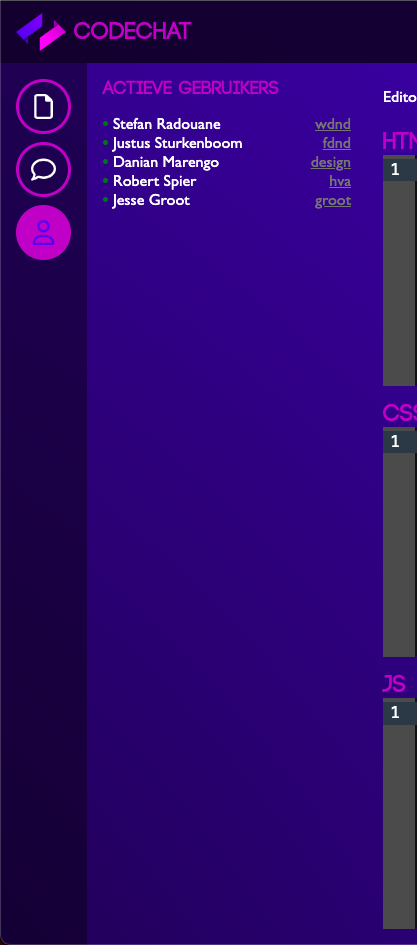 CODECHAT
ACTIEVE GEBRUIKERS
• Stefan Radouane wdnd
• Justus Sturkenboom fdnd
• Danian Marengo design
• Robert Spier hva
• Jesse Groot groot
Edito
HTM
1
CSS
1
JS
1